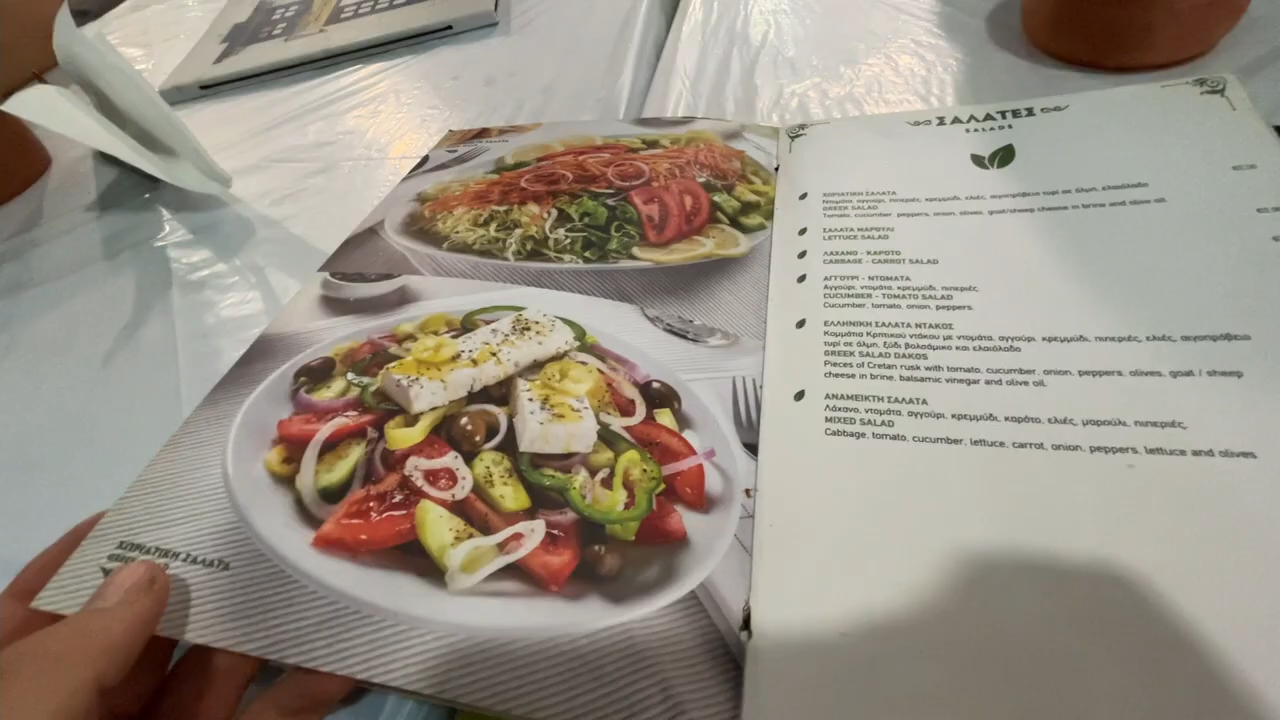 ΣΑΛΑΤΕΣ
SALADS
ΧΩΡΙΑΤΙΚΗ ΣΑΛΑΤΑ
Ντομάτα, αγγούρι, πιπεριές, κρεμμύδι, ελιές, αιγοπρόβειο τυρί σε άλμη, ελαιόλαδο
GREEK SALAD
Tomato, cucumber, peppers, onion, olives, goat/sheep cheese in brine and olive oil.
ΣΑΛΑΤΑ ΜΑΡΟΥΛΙ
LETTUCE SALAD
ΛΑΧΑΝΟ - ΚΑΡΟΤΟ
CABBAGE - CARROT SALAD
ΑΓΓΟΥΡΙ - ΝΤΟΜΑΤΑ
Αγγούρι, ντομάτα, κρεμμύδι, πιπεριές.
CUCUMBER - TOMATO SALAD
Cucumber, tomato, onion, peppers.
ΕΛΛΗΝΙΚΗ ΣΑΛΑΤΑ ΝΤΑΚΟΣ
Κομμάτια Κρητικού ντάκου με ντομάτα, αγγούρι, κρεμμύδι, πιπεριές, ελιές, αιγοπρόβειο
τυρί σε άλμη, ξύδι βαλσάμικο και ελαιόλαδο
GREEK SALAD DAKOS
Pieces of Cretan rusk with tomato, cucumber, onion, peppers, olives, goat / sheep
cheese in brine, balsamic vinegar and olive oil.
ΑΝΑΜΕΙΚΤΗ ΣΑΛΑΤΑ
Λάχανο, ντομάτα, αγγούρι, κρεμμύδι, καρότο, ελιές, μαρούλι, πιπεριές.
MIXED SALAD
Cabbage, tomato, cucumber, lettuce, carrot, onion, peppers, lettuce and olives
ΧΩΡΙΑΤΙΚΗ ΣΑΛΑΤΑ